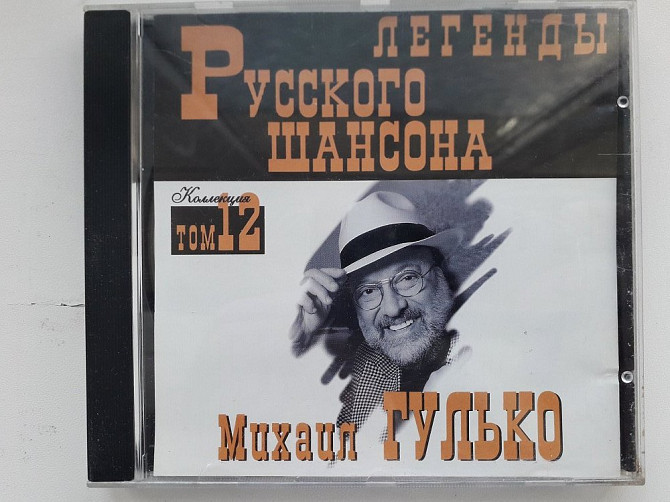 ЛЕГЕНДЫ
РУССКОГО
ШАНСОНА
Коллекция
ТОМ 12
Михаил ГУЛЬКО